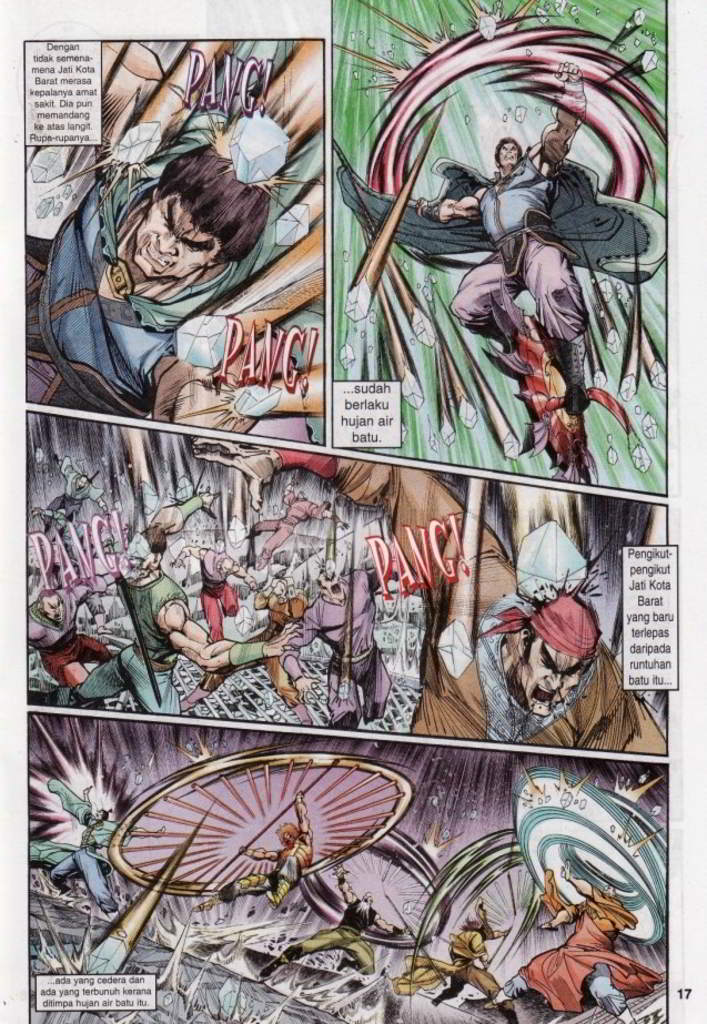 Dengan
tidak semena-
mena Jati Kota
Barat merasa
kepalanya amat
sakit. Dia pun
memandang
ke atas langit.
Rupa-rupanya...
PANG!
PANG!
...sudah
berlaku
hujan air
batu.
PANG!
PANG!
Pengikut-
pengikut
Jati Kota
Barat
yang baru
terlepas
daripada
runtuhan
batu itu...
...ada yang cedera dan
ada yang terbunuh kerana
ditimpa hujan air batu itu.
17